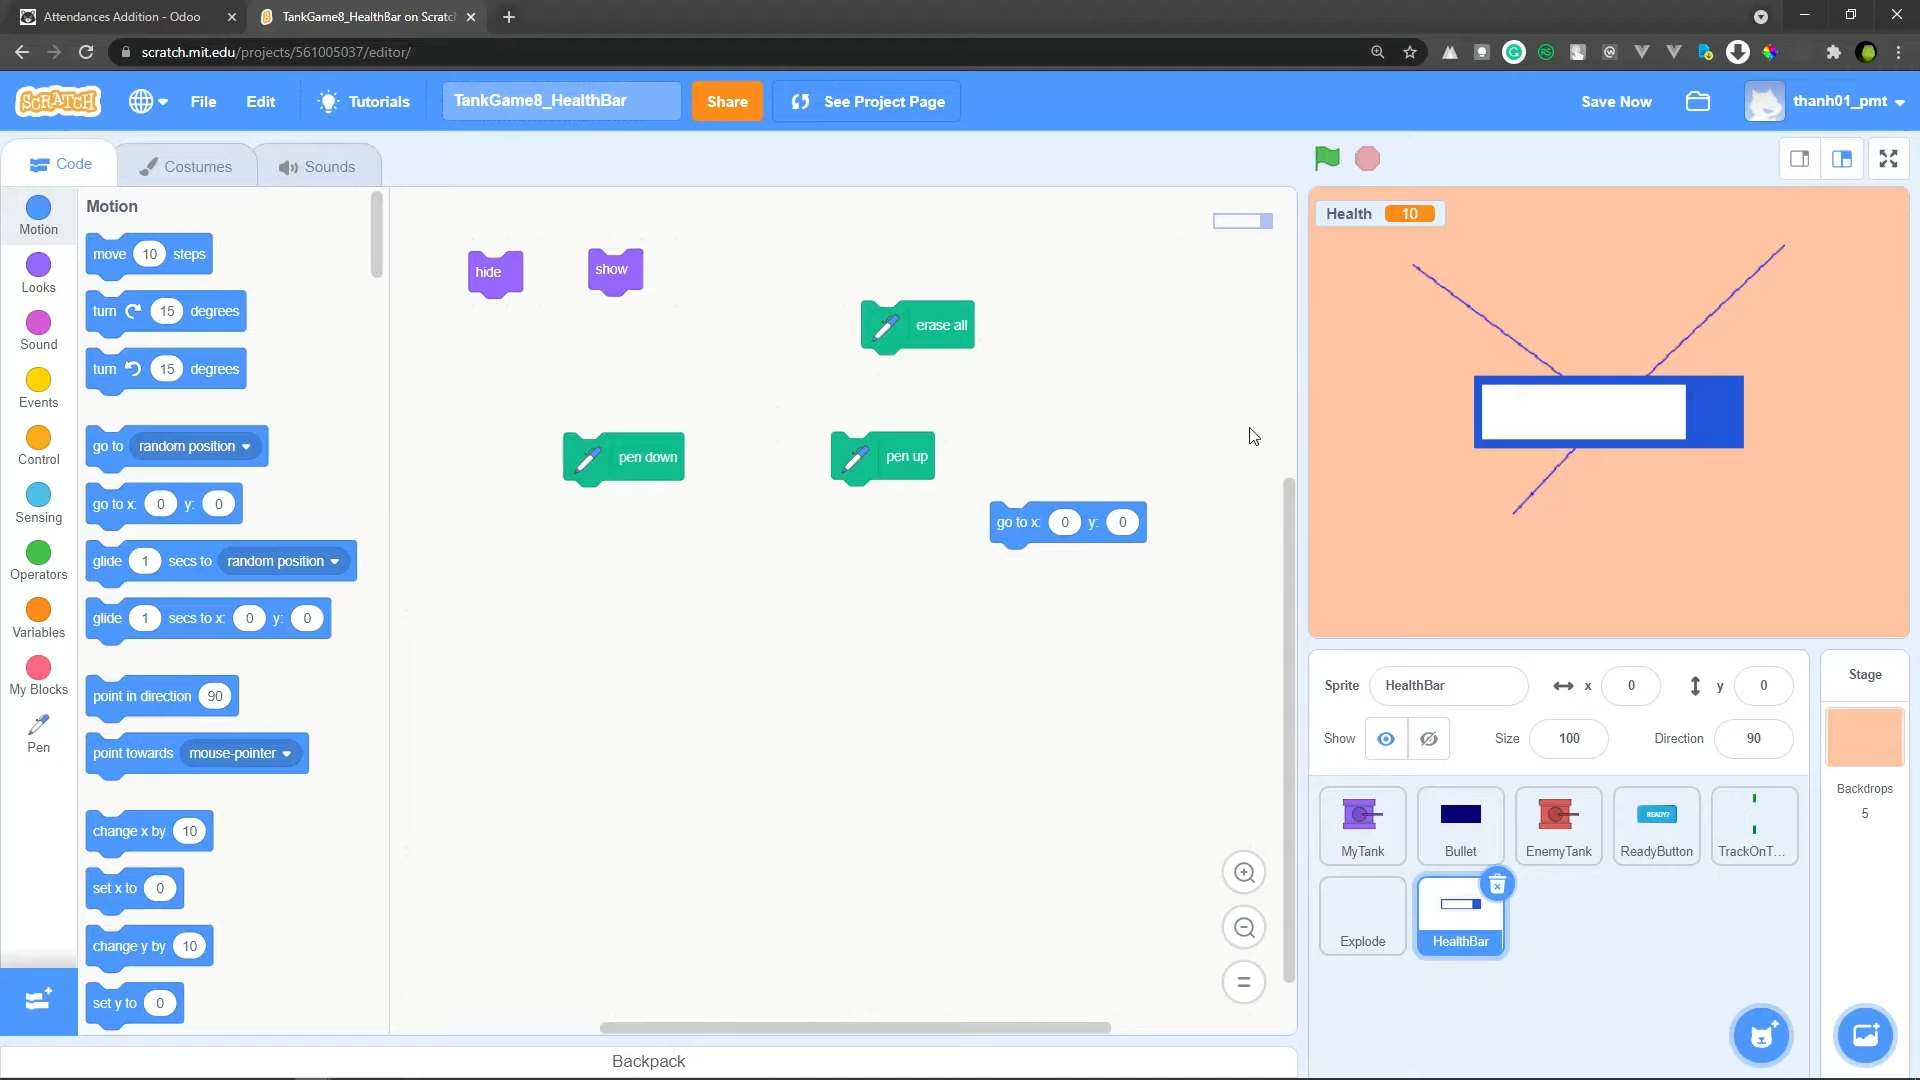 Attendances Addition - Odoo
TankGame8_HealthBar on Scratch
scratch.mit.edu/projects/561005037/editor/
SCRATCH
File
Edit
Tutorials
TankGame8_HealthBar
Share
See Project Page
Save Now
thanh01_pmt
Code
Costumes
Sounds
Motion
Looks
Sound
Events
Control
Sensing
Operators
Variables
My Blocks
Pen
Motion
move 10 steps
turn 15 degrees
turn 15 degrees
go to random position
go to x: 0 y: 0
glide 1 secs to random position
glide 1 secs to x: 0 y: 0
point in direction 90
point towards mouse-pointer
change x by 10
set x to 0
change y by 10
set y to 0
hide
show
erase all
pen down
pen up
go to x: 0 y: 0
Backpack
Health 10
Sprite HealthBar x 0 y 0
Show Size 100 Direction 90
MyTank
Bullet
EnemyTank
READY?
ReadyButton
TrackOnT...
Explode
HealthBar
Stage
Backdrops
5